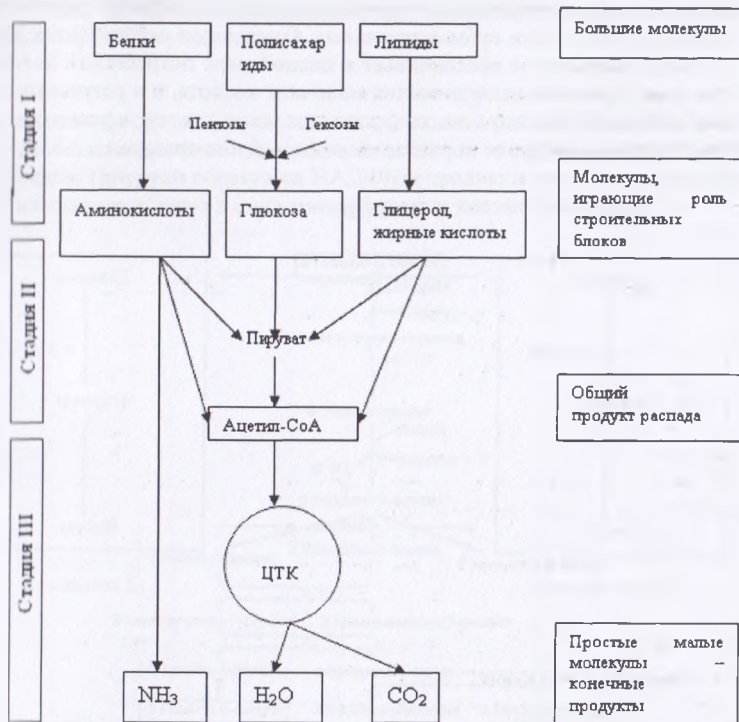 Стадия I
Стадия II
Стадия III
Белки
Полисахар
иды
Липиды
Большие молекулы
Пентозы
Гексозы
Аминокислоты
Глюкоза
Глицерол,
жирные кислоты
Молекулы,
играющие роль
строительных
блоков
Пируват
Ацетил-СоА
Общий
продукт распада
ЦТК
NH3
H2O
CO2
Простые малые
молекулы –
конечные
продукты